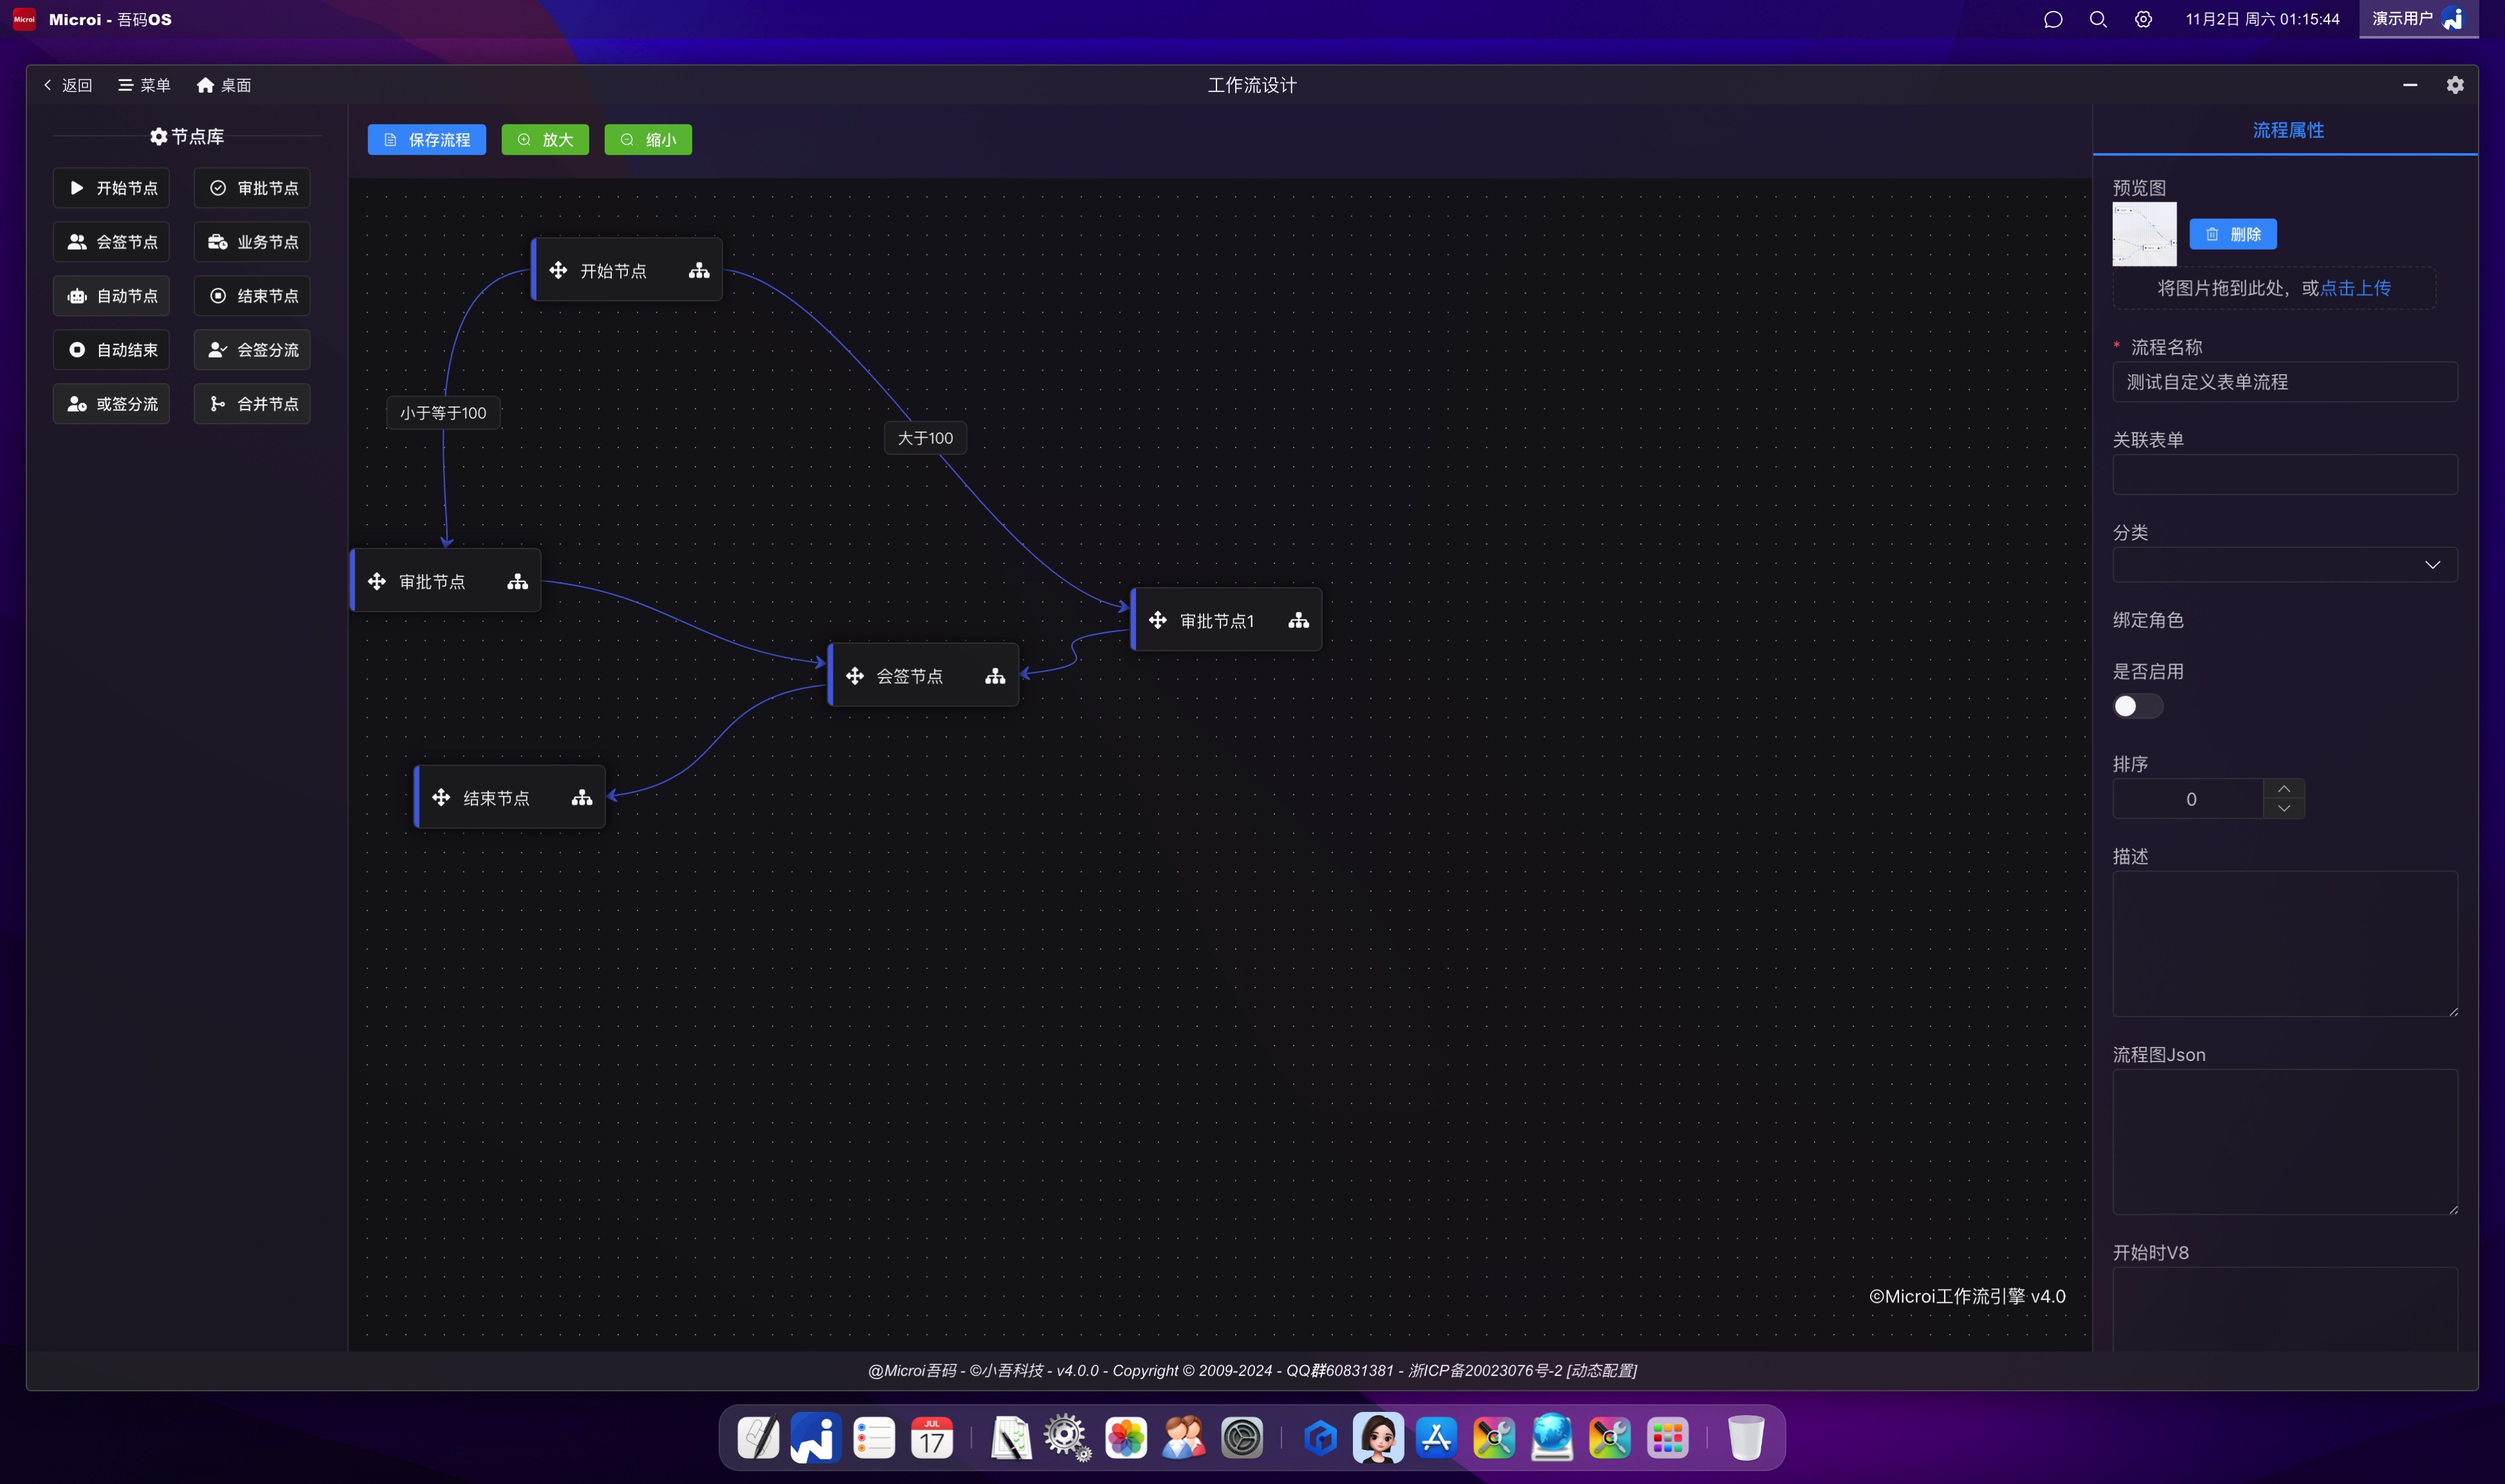 Microi
Microi - 吾码OS
11月2日 周六 01:15:44
演示用户
返回
菜单
桌面
工作流设计
节点库
开始节点
审批节点
会签节点
业务节点
自动节点
结束节点
自动结束
会签分流
或签分流
合并节点
保存流程
放大
缩小
开始节点
小于等于100
大于100
审批节点
审批节点1
会签节点
结束节点
©Microi工作流引擎 v4.0
流程属性
预览图
删除
将图片拖到此处，或点击上传
* 流程名称
测试自定义表单流程
关联表单
分类
绑定角色
是否启用
排序
0
描述
流程图Json
开始时V8
@Microi吾码 - ©小吾科技 - v4.0.0 - Copyright © 2009-2024 - QQ群60831381 - 浙ICP备20023076号-2 [动态配置]
JUL
17